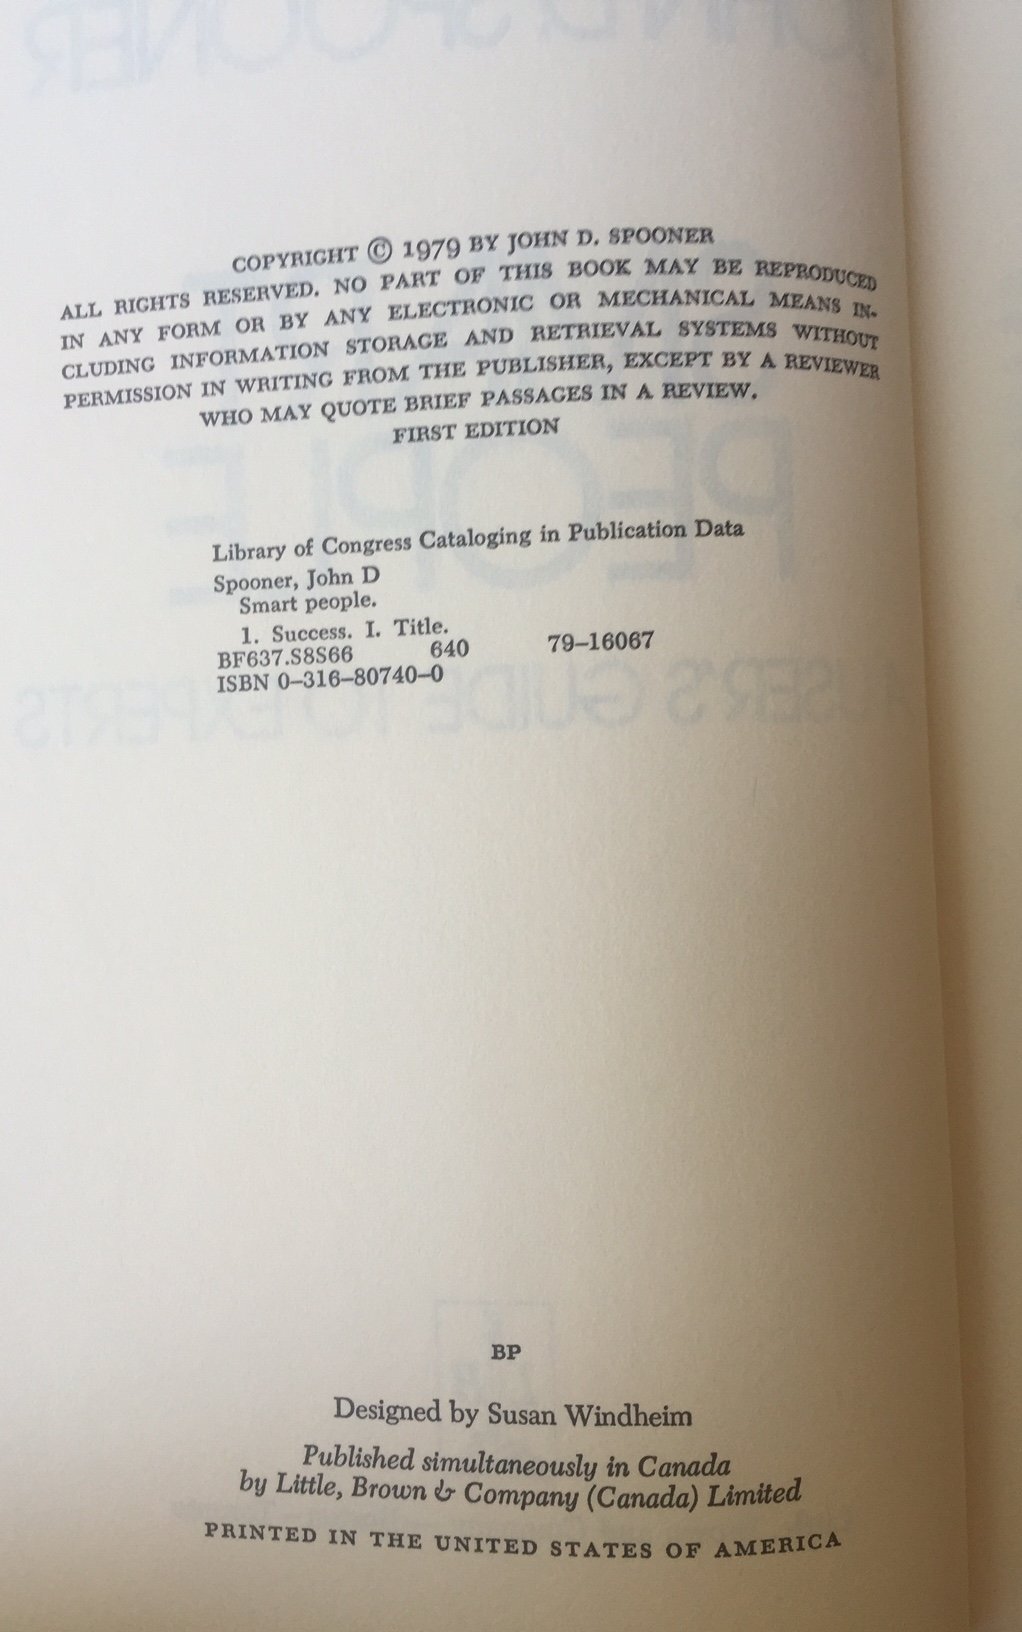 COPYRIGHT © 1979 BY JOHN D. SPOONER
ALL RIGHTS RESERVED. NO PART OF THIS BOOK MAY BE REPRODUCED
IN ANY FORM OR BY ANY ELECTRONIC OR MECHANICAL MEANS IN-
CLUDING INFORMATION STORAGE AND RETRIEVAL SYSTEMS WITHOUT
PERMISSION IN WRITING FROM THE PUBLISHER, EXCEPT BY A REVIEWER
WHO MAY QUOTE BRIEF PASSAGES IN A REVIEW.
FIRST EDITION
Library of Congress Cataloging in Publication Data
Spooner, John D
Smart people.
1. Success. I. Title.
BF637.S8S66 640 79–16067
ISBN 0–316–80740–0
BP
Designed by Susan Windheim
Published simultaneously in Canada
by Little, Brown & Company (Canada) Limited
PRINTED IN THE UNITED STATES OF AMERICA